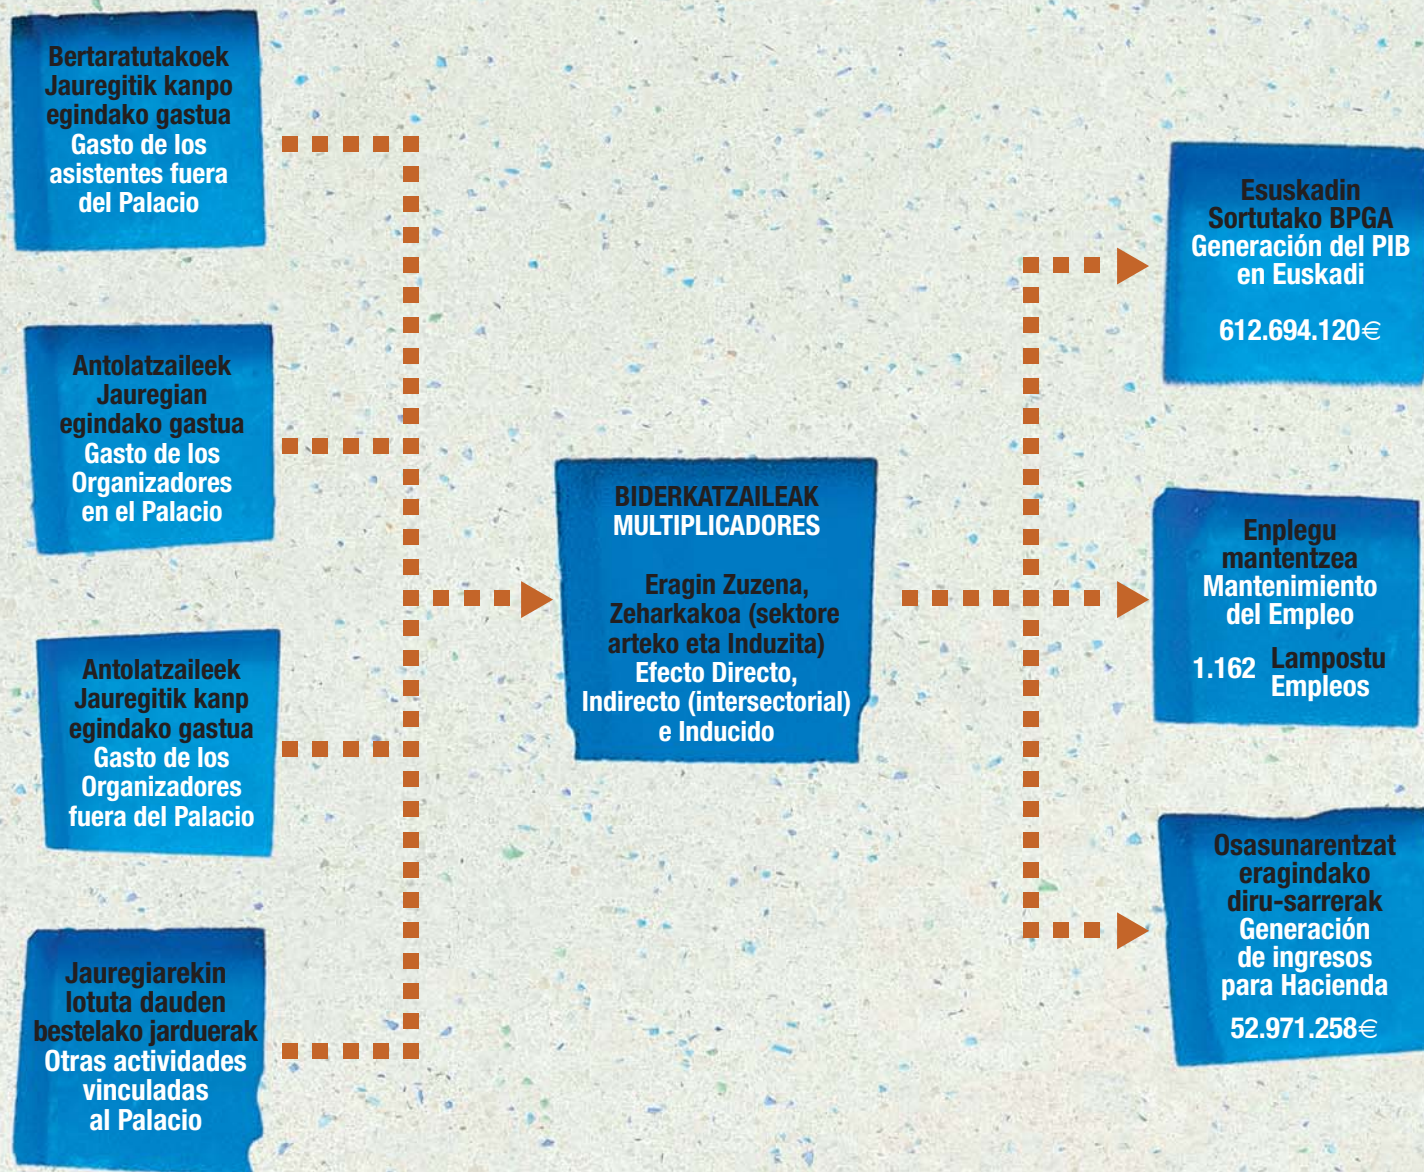 Bertaratutakoek
Jauregitik kanpo
egindako gastua
Gasto de los
asistentes fuera
del Palacio
Antolatzaileek
Jauregian
egindako gastua
Gasto de los
Organizadores
en el Palacio
Antolatzaileek
Jauregitik kanp
egindako gastua
Gasto de los
Organizadores
fuera del Palacio
Jauregiarekin
lotuta dauden
bestelako jarduerak
Otras actividades
vinculadas
al Palacio
BIDERKATZAILEAK
MULTIPLICADORES
Eragin Zuzena,
Zeharkakoa (sektore
arteko eta Induzita)
Efecto Directo,
Indirecto (intersectorial)
e Inducido
Esuskadin
Sortutako BPGA
Generación del PIB
en Euskadi
612.694.120€
Enplegu
mantentzea
Mantenimiento
del Empleo
1.162 Lampostu
Empleos
Osasunarentzat
eragindako
diru-sarrerak
Generación
de ingresos
para Hacienda
52.971.258€